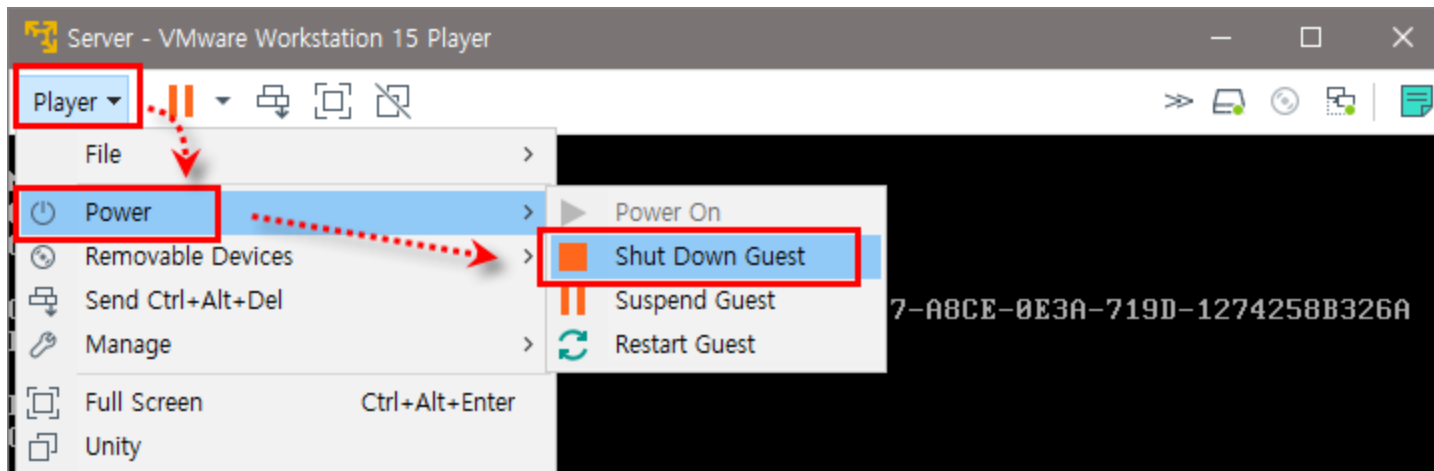 Server - VMware Workstation 15 Player
Player
File
Power
Removable Devices
Send Ctrl+Alt+Del
Manage
Full Screen Ctrl+Alt+Enter
Unity
Power On
Shut Down Guest
Suspend Guest
Restart Guest
7-A8CE-0E3A-719D-1274258B326A